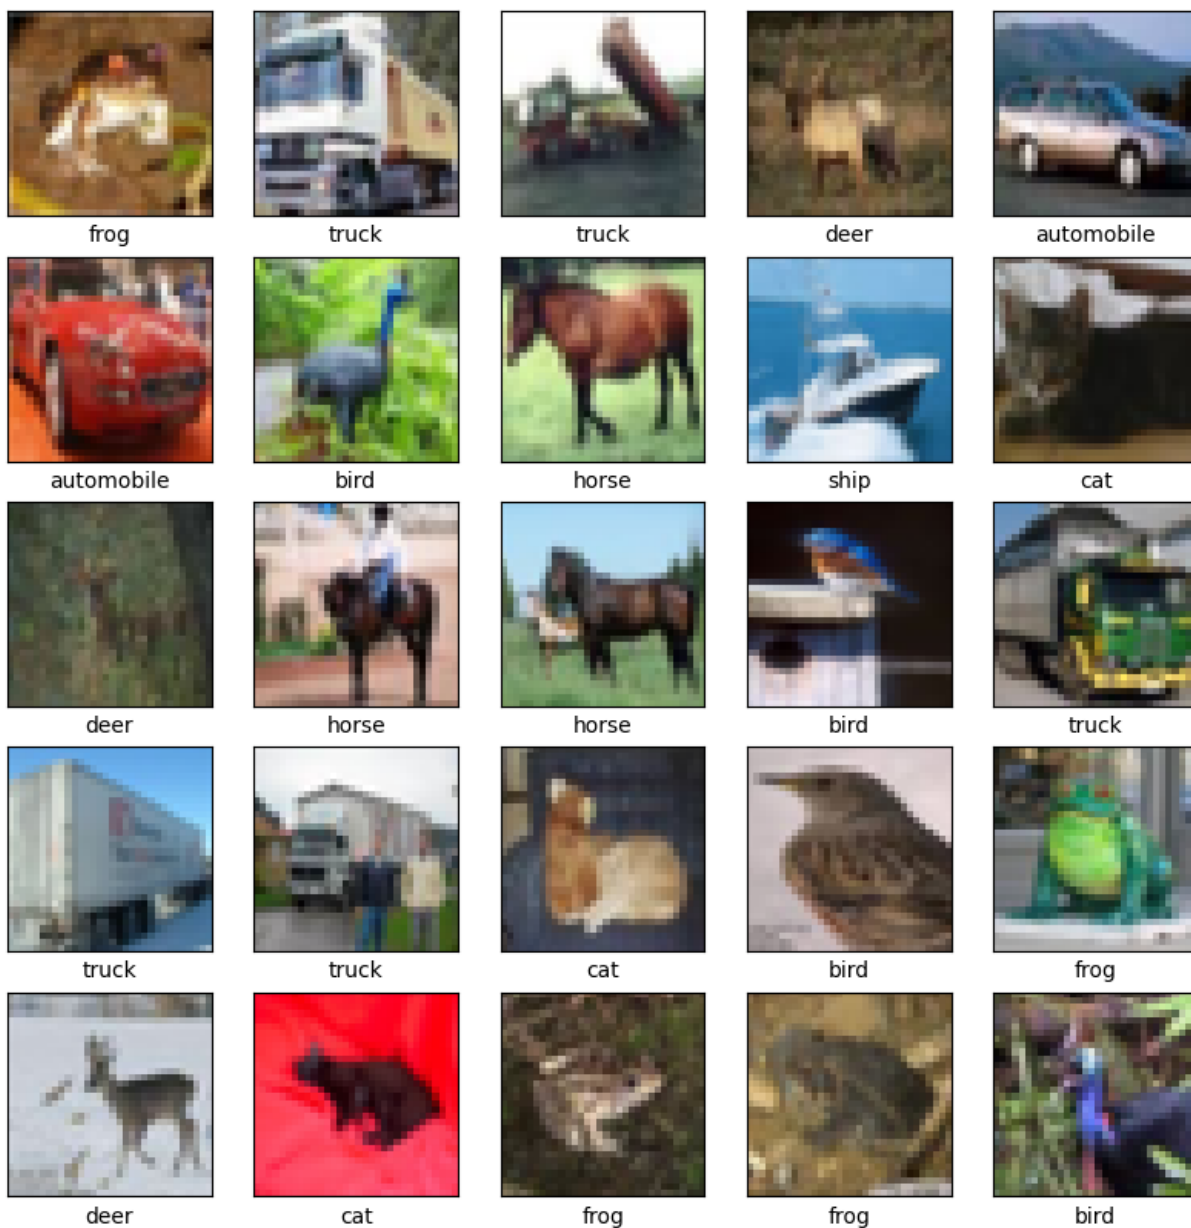 frog truck truck deer automobile
automobile bird horse ship cat
deer horse horse bird truck
truck truck cat bird frog
deer cat frog frog bird